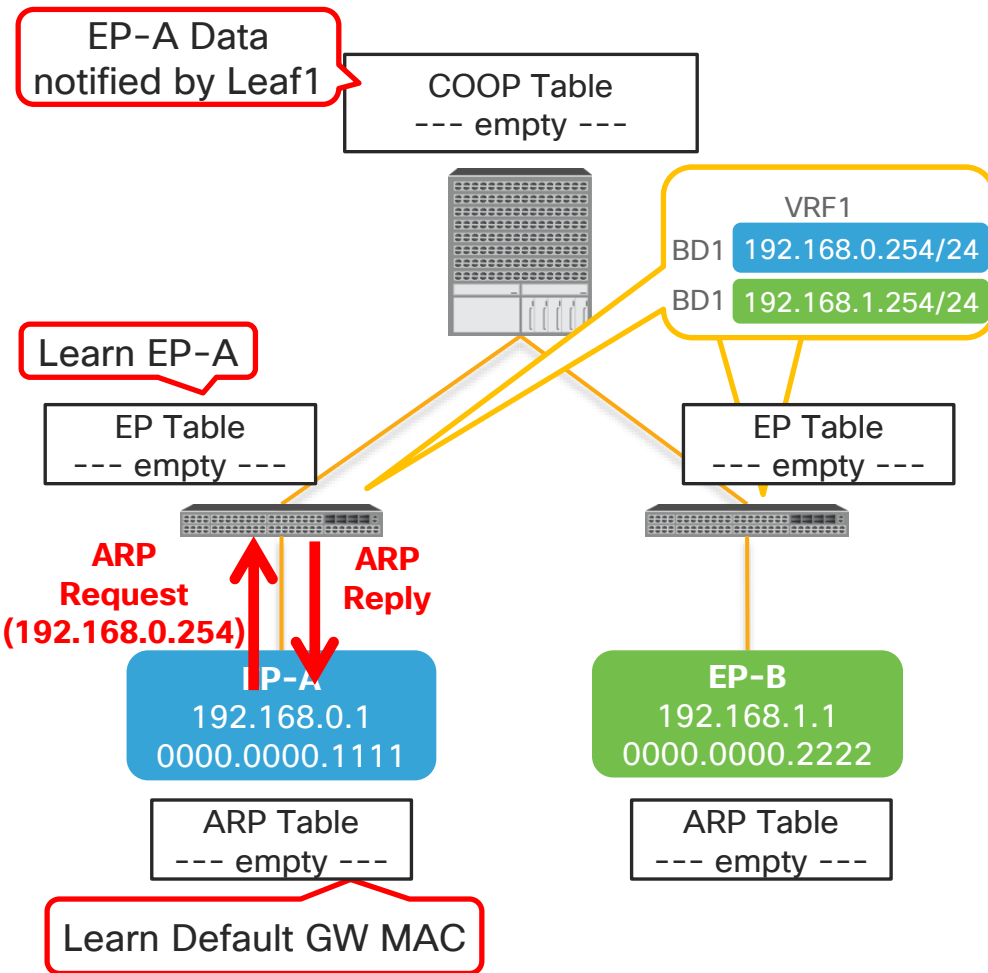 EP-A Data
notified by Leaf1
COOP Table
--- empty ---
VRF1
BD1 192.168.0.254/24
BD1 192.168.1.254/24
Learn EP-A
EP Table
--- empty ---
EP Table
--- empty ---
ARP
Request
(192.168.0.254)
ARP
Reply
EP-A
192.168.0.1
0000.0000.1111
EP-B
192.168.1.1
0000.0000.2222
ARP Table
--- empty ---
ARP Table
--- empty ---
Learn Default GW MAC